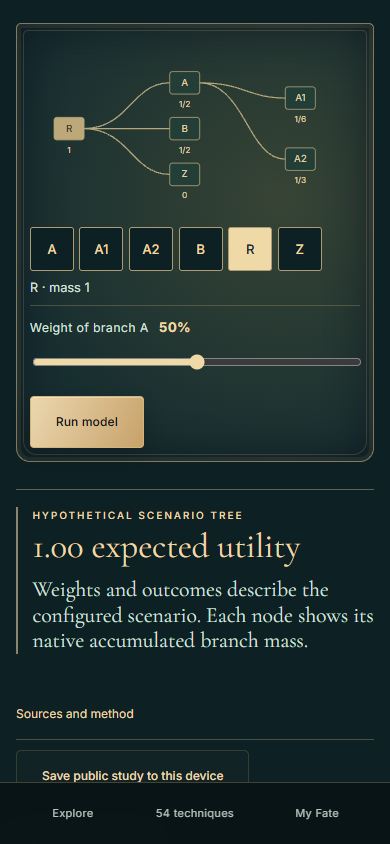 A
1/2
A1
1/6
R
1
B
1/2
A2
1/3
Z
0
A A1 A2 B R Z
R · mass 1
Weight of branch A 50%
Run model
HYPOTHETICAL SCENARIO TREE
1.00 expected utility
Weights and outcomes describe the
configured scenario. Each node shows its
native accumulated branch mass.
Sources and method
Save public study to this device
Explore 54 techniques My Fate